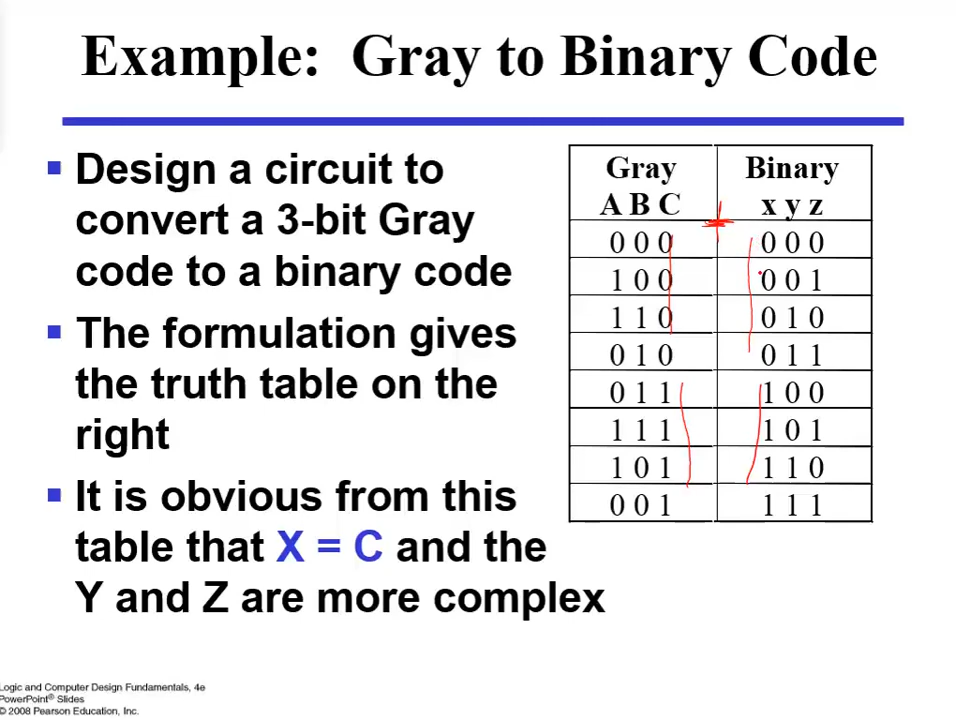 Example: Gray to Binary Code
▪ Design a circuit to
convert a 3-bit Gray
code to a binary code
▪ The formulation gives
the truth table on the
right
▪ It is obvious from this
table that X = C and the
Y and Z are more complex
Gray Binary
A B C x y z
0 0 0 0 0 0
1 0 0 0 0 1
1 1 0 0 1 0
0 1 0 0 1 1
0 1 1 1 0 0
1 1 1 1 0 1
1 0 1 1 1 0
0 0 1 1 1 1
Logic and Computer Design Fundamentals, 4e
PowerPoint® Slides
© 2008 Pearson Education, Inc.